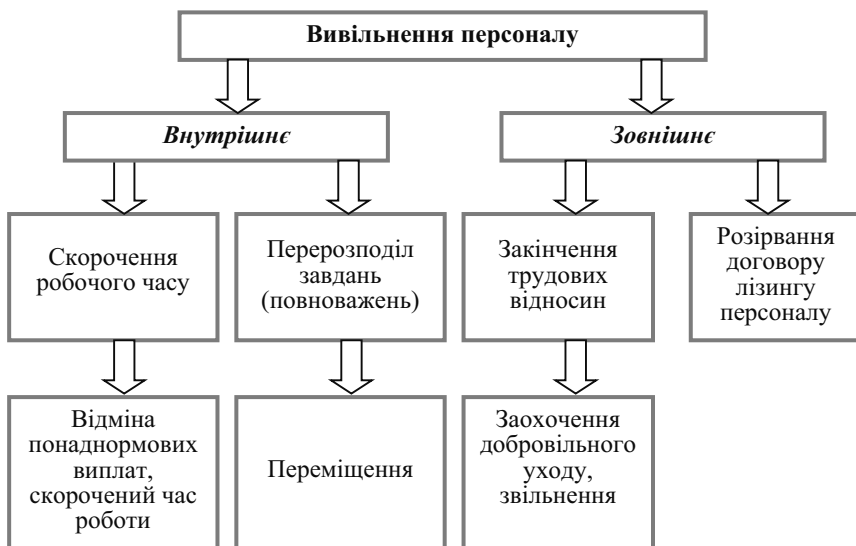 Вивільнення персоналу
Внутрішнє
Зовнішнє
Скорочення
робочого часу
Перерозподіл
завдань
(повноважень)
Закінчення
трудових
відносин
Розірвання
договору
лізингу
персоналу
Відміна
понаднормових
виплат,
скорочений час
роботи
Переміщення
Заохочення
добровільного
уходу,
звільнення